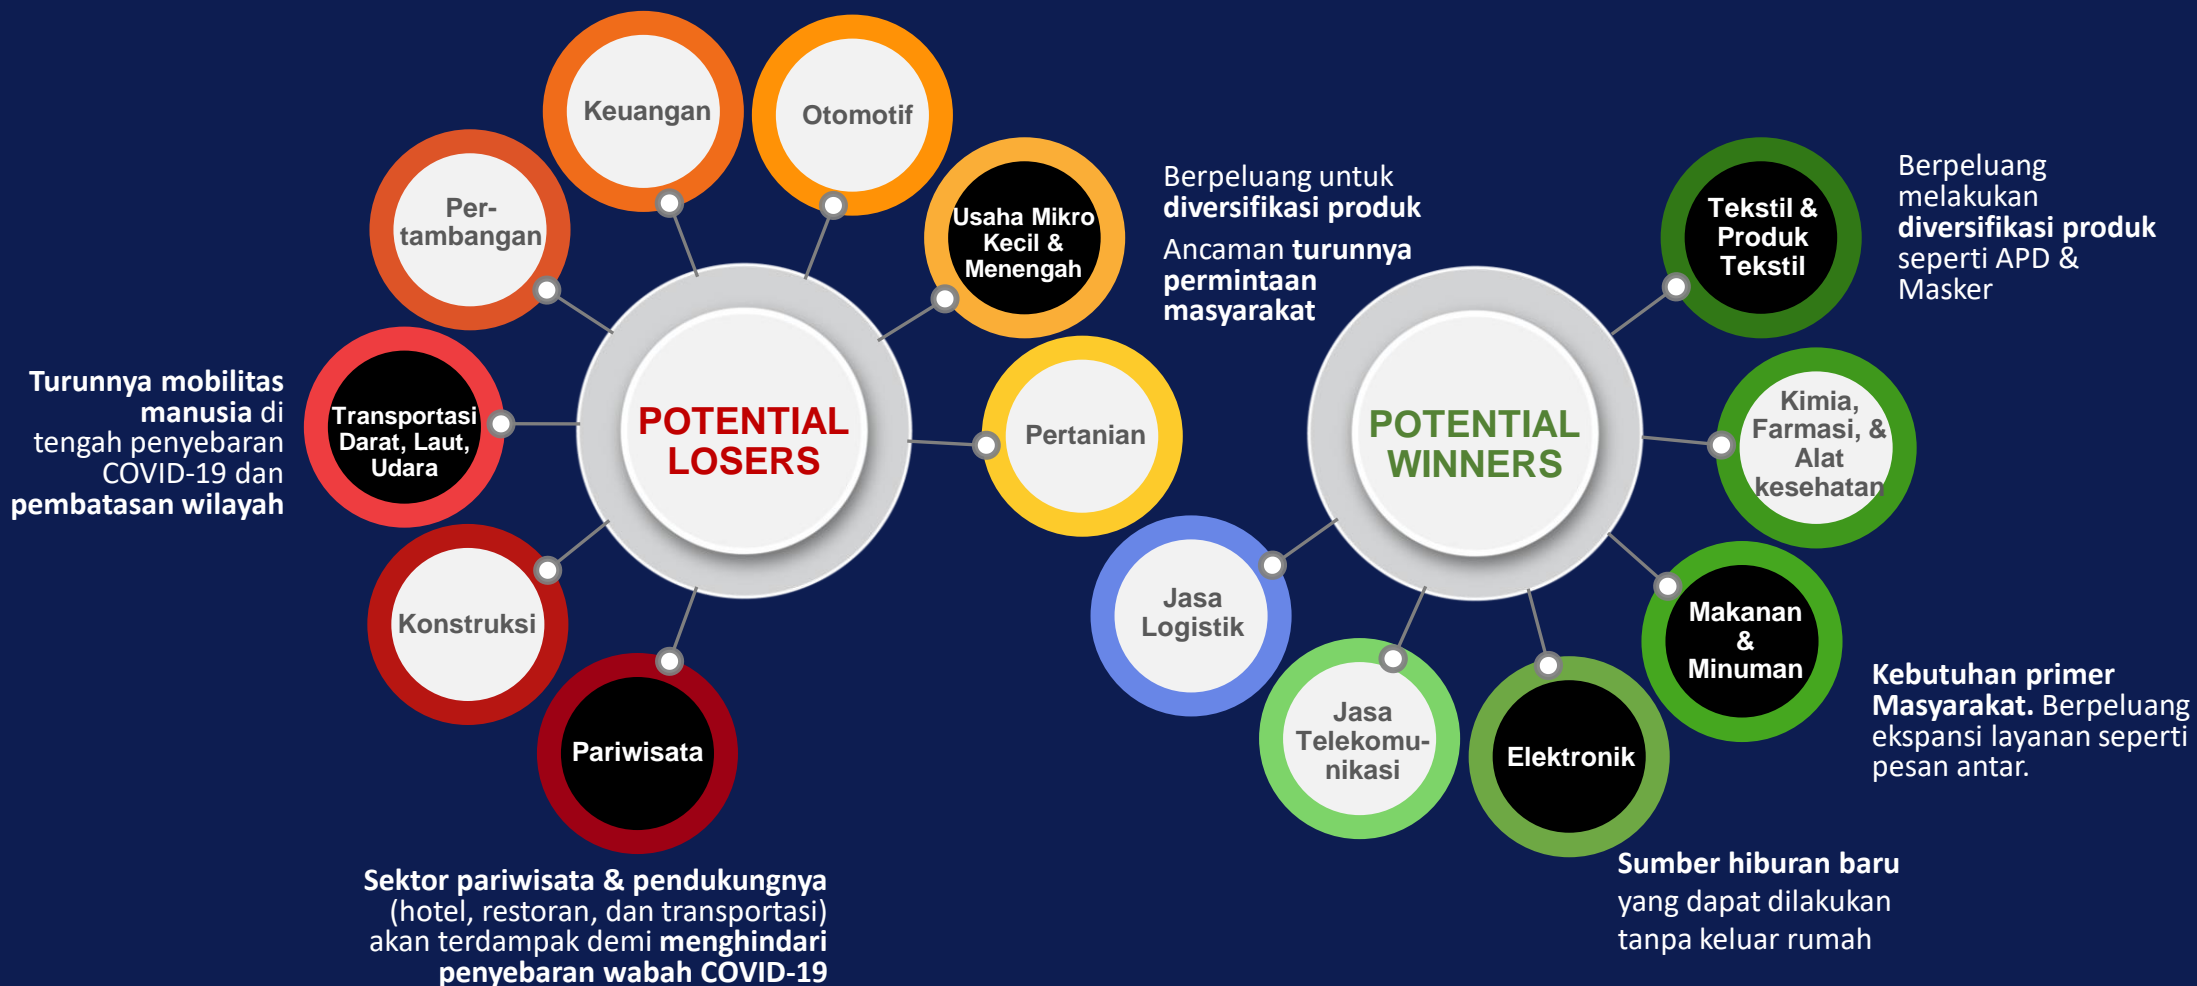 Keuangan
Otomotif
Per-
tambangan
Usaha Mikro
Kecil &
Menengah
Berpeluang untuk
diversifikasi produk
Ancaman turunnya
permintaan
masyarakat
Turunnya mobilitas
manusia di
tengah penyebaran
COVID-19 dan
pembatasan wilayah
Transportasi
Darat, Laut,
Udara
POTENTIAL
LOSERS
Pertanian
Konstruksi
Pariwisata
Sektor pariwisata & pendukungnya
(hotel, restoran, dan transportasi)
akan terdampak demi menghindari
penyebaran wabah COVID-19
Tekstil &
Produk
Tekstil
Berpeluang
melakukan
diversifikasi produk
seperti APD &
Masker
POTENTIAL
WINNERS
Kimia,
Farmasi, &
Alat
kesehatan
Jasa
Logistik
Makanan
&
Minuman
Kebutuhan primer
Masyarakat. Berpeluang
ekspansi layanan seperti
pesan antar.
Jasa
Telekomu-
nikasi
Elektronik
Sumber hiburan baru
yang dapat dilakukan
tanpa keluar rumah